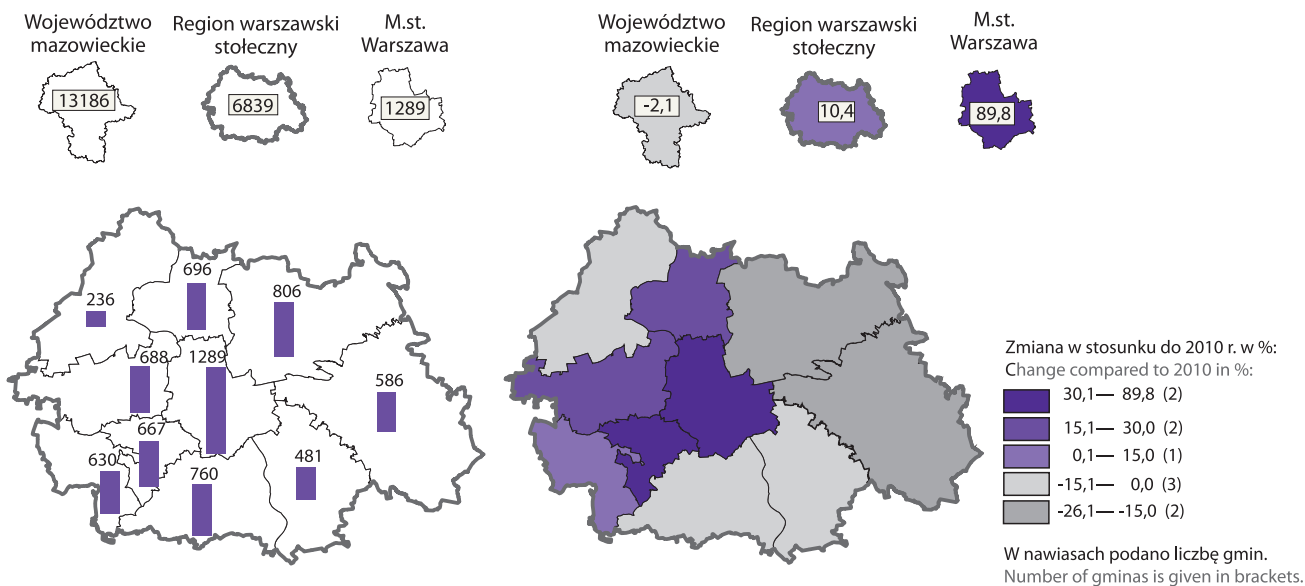 Województwo
mazowieckie
13186
Region warszawski
stołeczny
6839
M.st.
Warszawa
1289
Województwo
mazowieckie
-2,1
Region warszawski
stołeczny
10,4
M.st.
Warszawa
89,8
696
806
236
688
1289
586
667
630
760
481
Zmiana w stosunku do 2010 r. w %:
Change compared to 2010 in %:
30,1— 89,8 (2)
15,1— 30,0 (2)
0,1— 15,0 (1)
-15,1— 0,0 (3)
-26,1— -15,0 (2)
W nawiasach podano liczbę gmin.
Number of gminas is given in brackets.